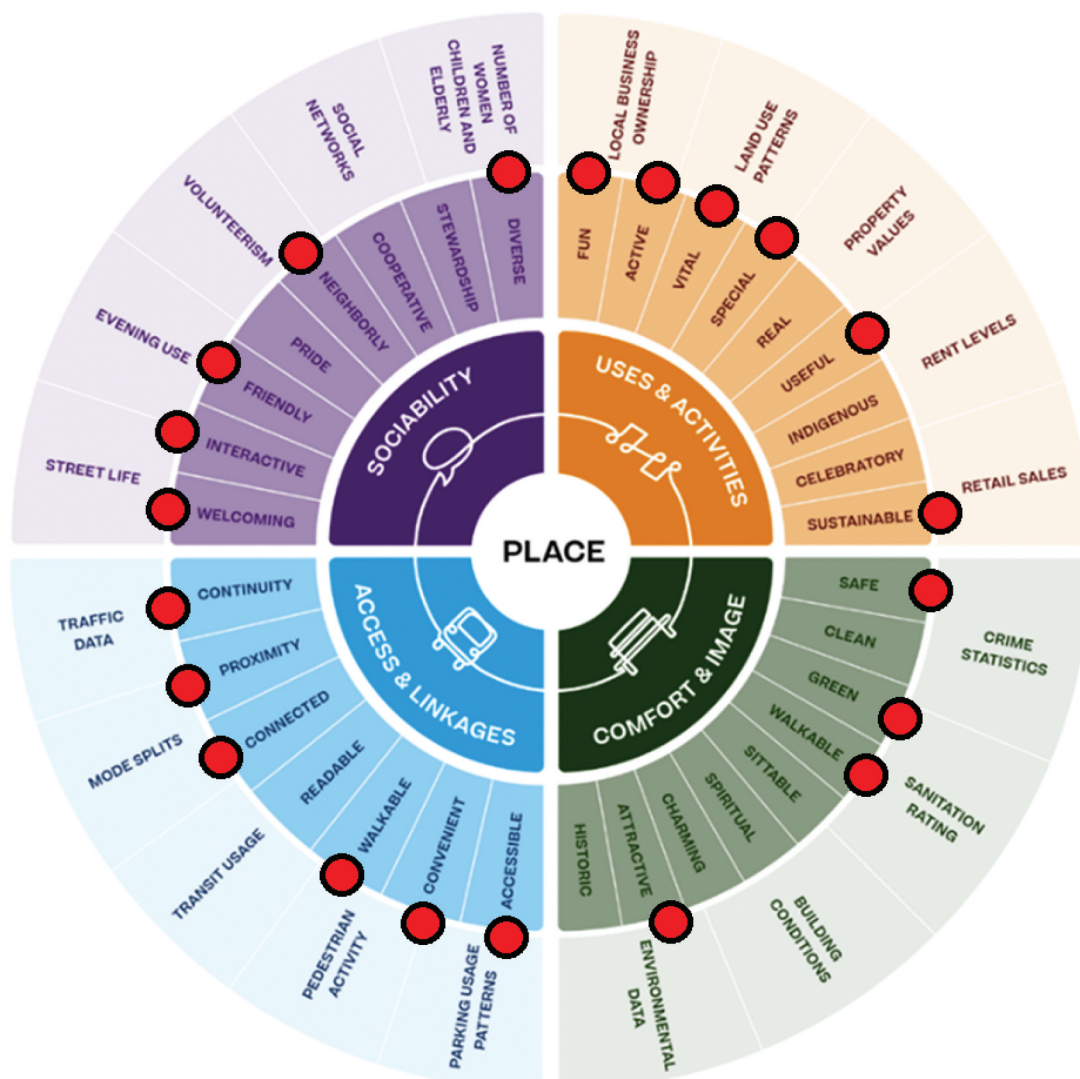 PLACE
SOCIABILITY
USES & ACTIVITIES
ACCESS & LINKAGES
COMFORT & IMAGE
DIVERSE
STEWARDSHIP
COOPERATIVE
NEIGHBORLY
PRIDE
FRIENDLY
INTERACTIVE
WELCOMING
NUMBER OF
WOMEN
CHILDREN AND
ELDERLY
SOCIAL
NETWORKS
VOLUNTEERISM
EVENING USE
STREET LIFE
FUN
ACTIVE
VITAL
SPECIAL
REAL
USEFUL
INDIGENOUS
CELEBRATORY
SUSTAINABLE
LOCAL BUSINESS
OWNERSHIP
LAND USE
PATTERNS
PROPERTY
VALUES
RENT LEVELS
RETAIL SALES
SAFE
CLEAN
GREEN
WALKABLE
SITTABLE
SPIRITUAL
CHARMING
ATTRACTIVE
HISTORIC
CRIME
STATISTICS
SANITATION
RATING
BUILDING
CONDITIONS
ENVIRONMENTAL
DATA
CONTINUITY
PROXIMITY
CONNECTED
READABLE
WALKABLE
CONVENIENT
ACCESSIBLE
TRAFFIC
DATA
MODE SPLITS
TRANSIT USAGE
PEDESTRIAN
ACTIVITY
PARKING USAGE
PATTERNS